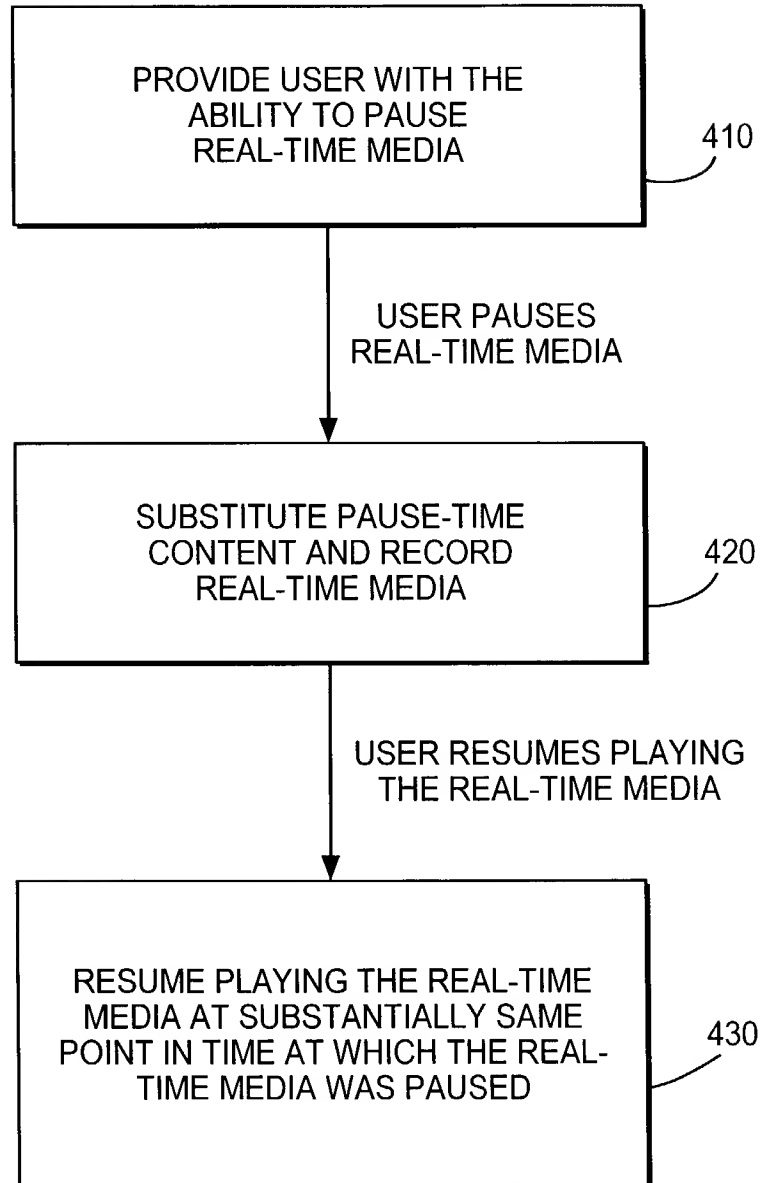 PROVIDE USER WITH THE
ABILITY TO PAUSE
REAL-TIME MEDIA
410
USER PAUSES
REAL-TIME MEDIA
SUBSTITUTE PAUSE-TIME
CONTENT AND RECORD
REAL-TIME MEDIA
420
USER RESUMES PLAYING
THE REAL-TIME MEDIA
RESUME PLAYING THE REAL-TIME
MEDIA AT SUBSTANTIALLY SAME
POINT IN TIME AT WHICH THE REAL-
TIME MEDIA WAS PAUSED
430